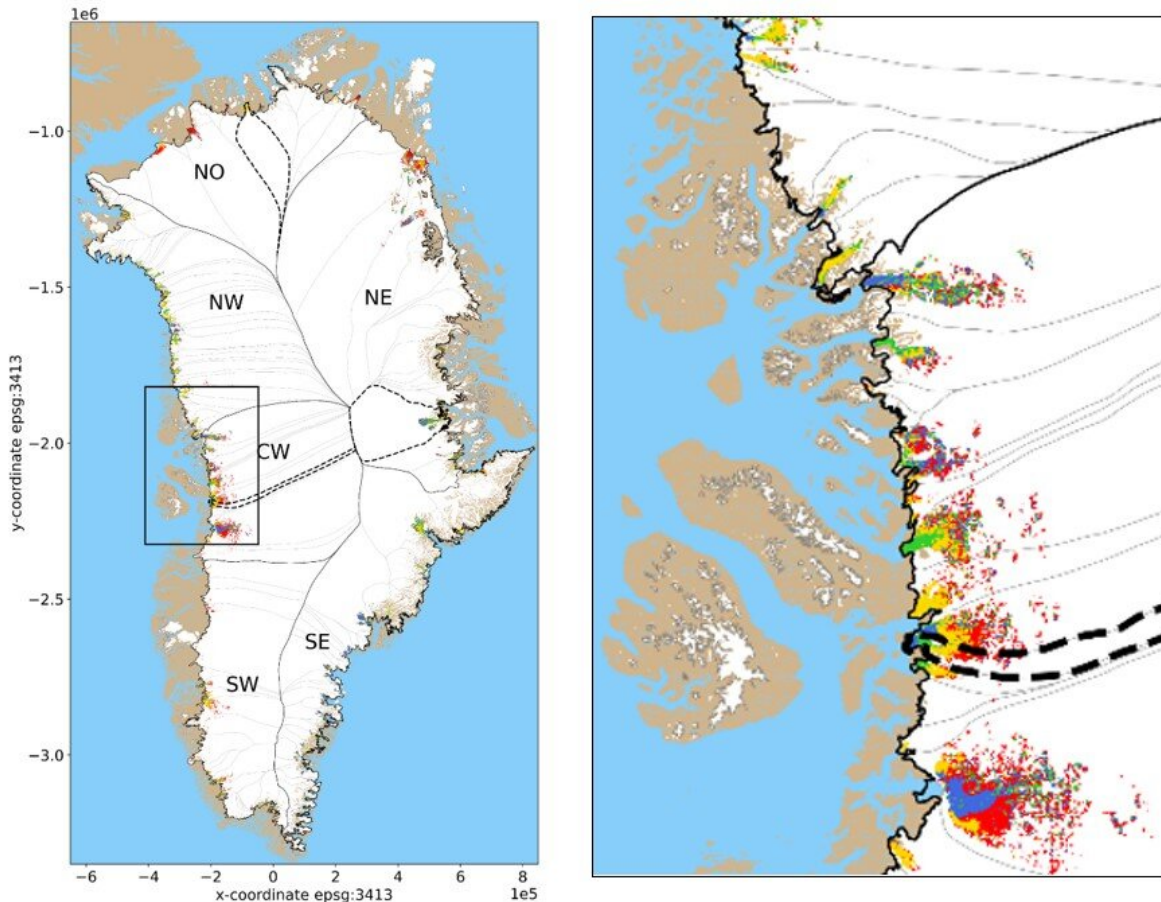 1e6
−1.0
−1.5
−2.0
−2.5
−3.0
y-coordinate epsg:3413
NO
NW
NE
CW
SE
SW
−6
−4
−2
0
2
4
6
8
x-coordinate epsg:3413
1e5